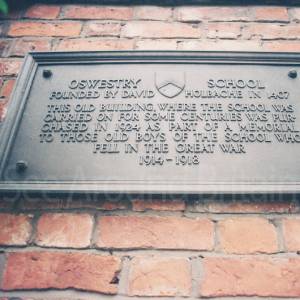 OSWESTRY SCHOOL
FOUNDED BY DAVID HOLBACHE IN 1407
THIS OLD BUILDING, WHERE THE SCHOOL WAS
CARRIED ON FOR SOME CENTURIES WAS PUR-
CHASED IN 1924 AS PART OF A MEMORIAL
TO THOSE OLD BOYS OF THE SCHOOL WHO
FELL IN THE GREAT WAR
1914-1918